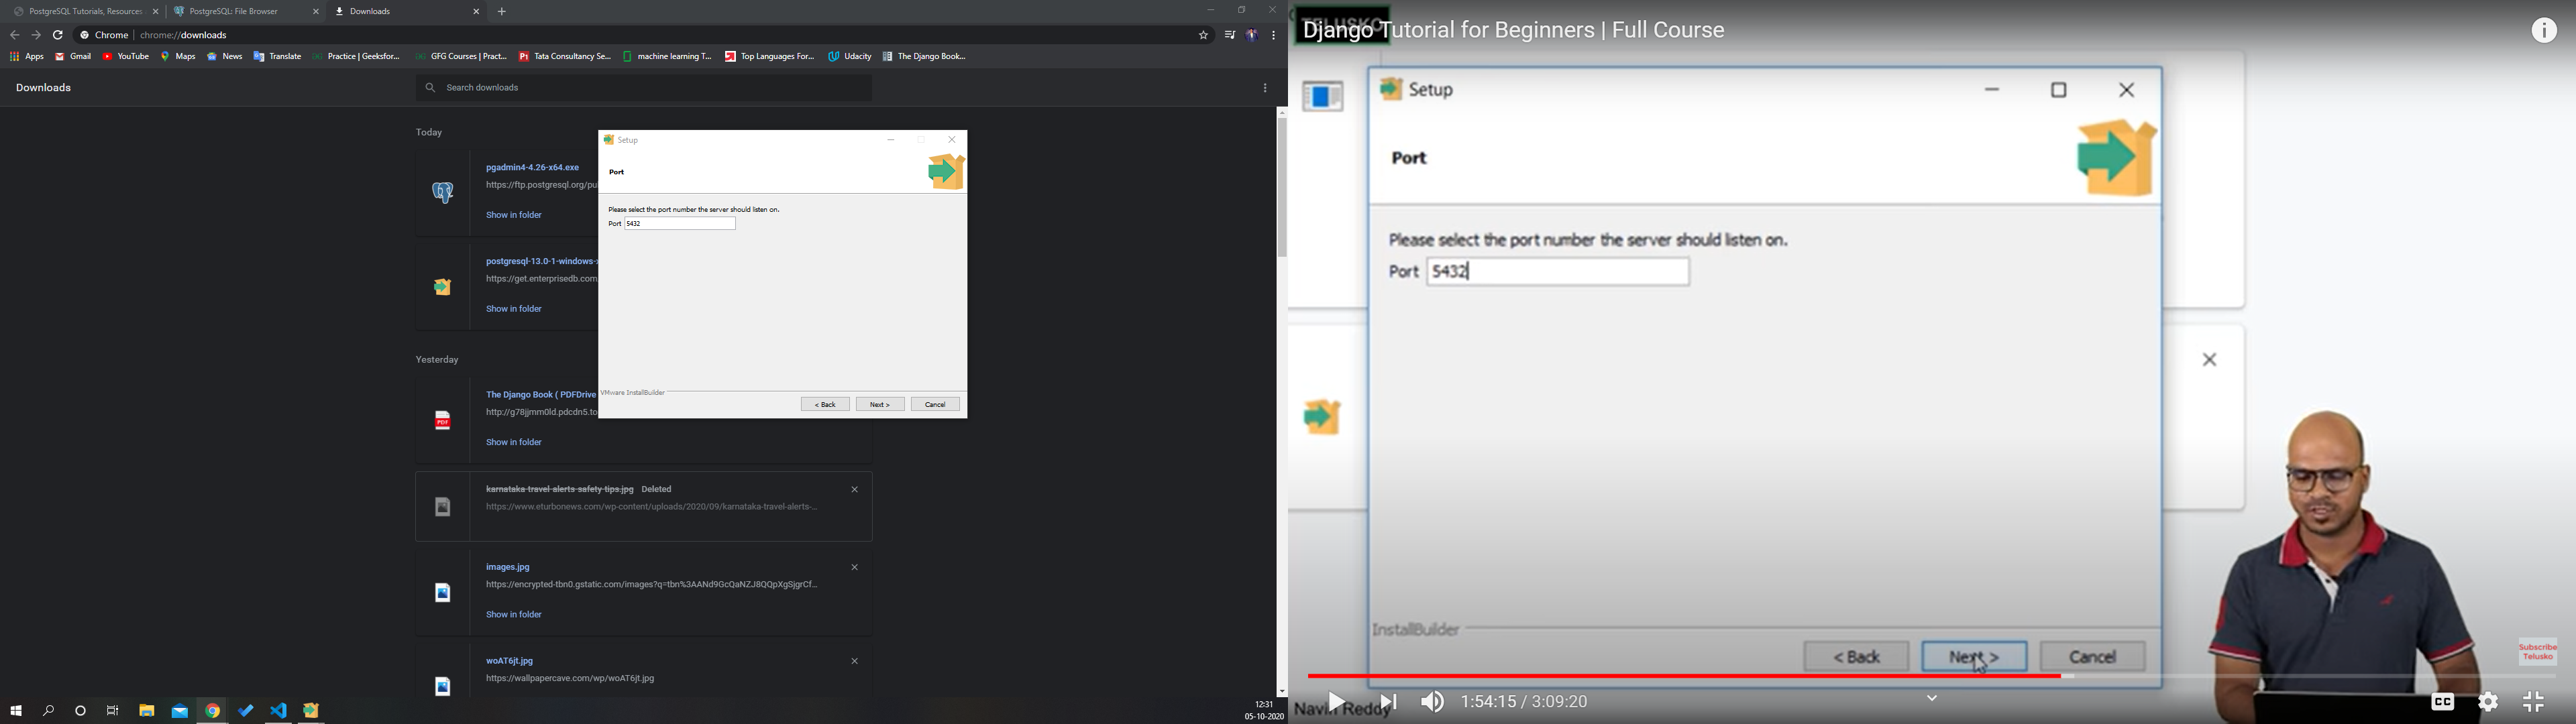 PostgreSQL Tutorials, Resources
PostgreSQL: File Browser
Downloads
Chrome
chrome://downloads
Apps
Gmail
YouTube
Maps
News
Translate
Practice | Geeksfor...
GFG Courses | Pract...
Tata Consultancy Se...
machine learning T...
Top Languages For...
Udacity
The Django Book...
Downloads
Search downloads
Today
pgadmin4-4.26-x64.exe
https://ftp.postgresql.org/pu
Show in folder
postgresql-13.0-1-windows-
https://get.enterprisedb.com
Show in folder
Yesterday
The Django Book ( PDFDrive
http://g78jjmm0ld.pdcdn5.to
Show in folder
karnataka-travel-alerts-safety-tips.jpg Deleted
https://www.eturbonews.com/wp-content/uploads/2020/09/karnataka-travel-alerts-...
images.jpg
https://encrypted-tbn0.gstatic.com/images?q=tbn%3AANd9GcQaNZJ8QQpXgSjgrCf...
Show in folder
woAT6jt.jpg
https://wallpapercave.com/wp/woAT6jt.jpg
Setup
Port
Please select the port number the server should listen on.
Port 5432
VMware InstallBuilder
< Back
Next >
Cancel
12:31
05-10-2020
TELUSKO
Django Tutorial for Beginners | Full Course
Setup
Port
Please select the port number the server should listen on.
Port 5432
InstallBuilder
< Back
Next >
Cancel
Subscribe
Telusko
1:54:15 / 3:09:20
Navin Reddy
CC